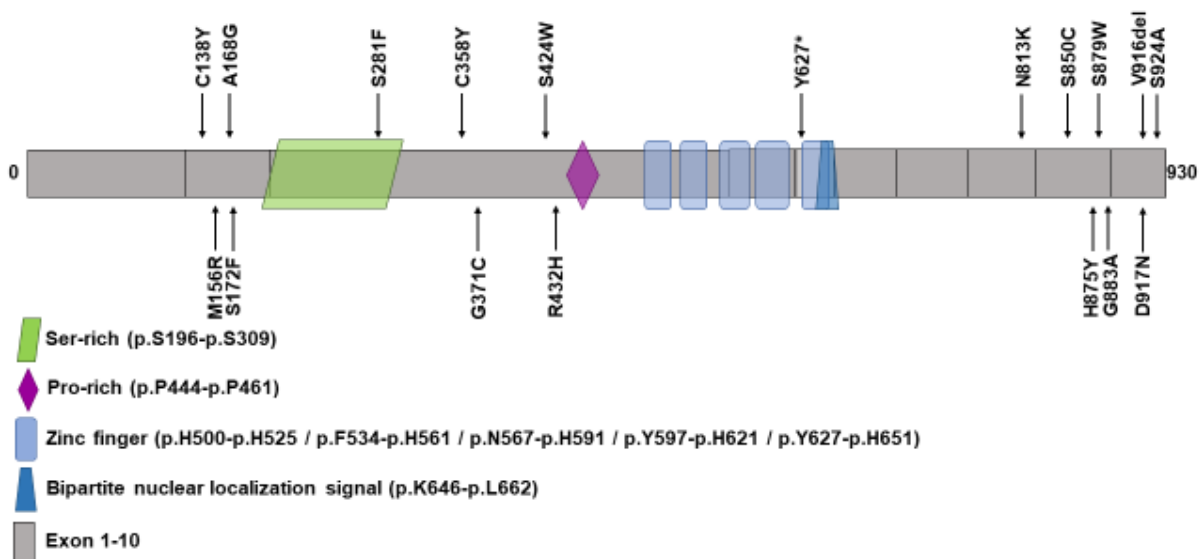 C138Y
A168G
S281F
C358Y
S424W
Y627*
N813K
S850C
S879W
V916del
S924A
0
930
M156R
S172F
G371C
R432H
H875Y
G883A
D917N
Ser-rich (p.S196-p.S309)
Pro-rich (p.P444-p.P461)
Zinc finger (p.H500-p.H525 / p.F534-p.H561 / p.N567-p.H591 / p.Y597-p.H621 / p.Y627-p.H651)
Bipartite nuclear localization signal (p.K646-p.L662)
Exon 1-10